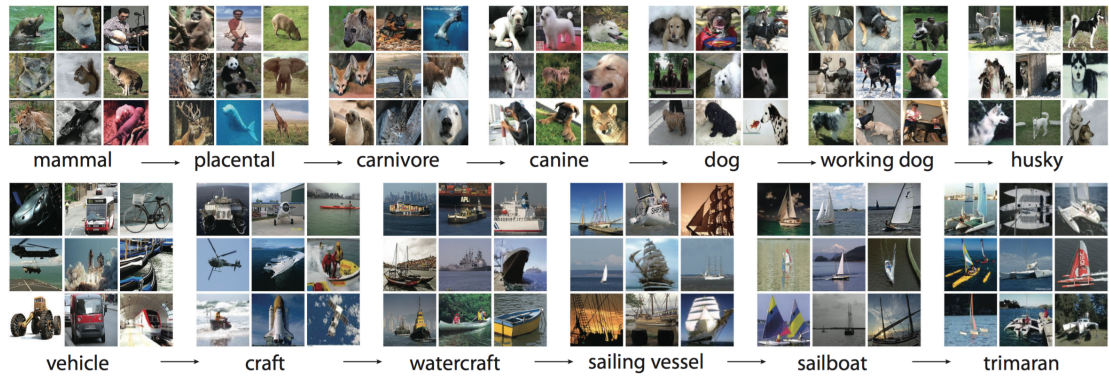 mammal → placental → carnivore → canine → dog → working dog → husky
vehicle → craft → watercraft → sailing vessel → sailboat → trimaran